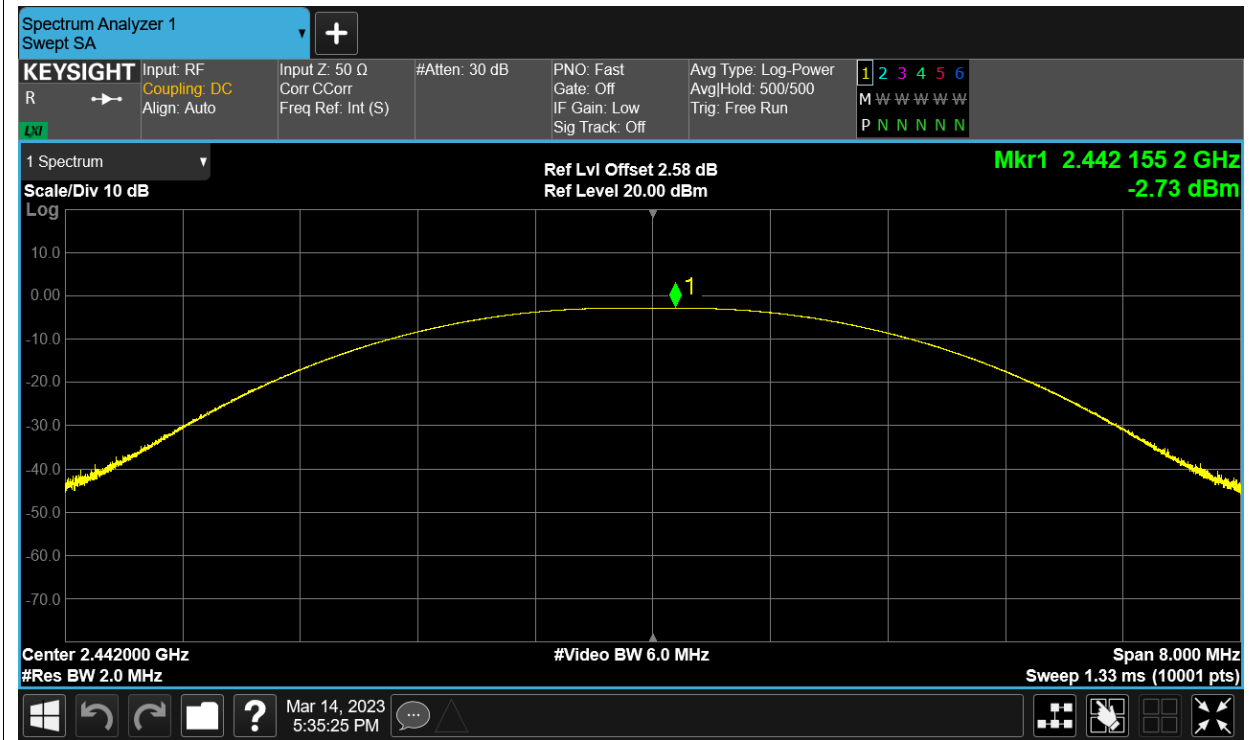 Spectrum Analyzer 1
Swept SA
KEYSIGHT
R
LXI
Input: RF
Coupling: DC
Align: Auto
Input Z: 50 Ω
Corr CCorr
Freq Ref: Int (S)
#Atten: 30 dB
PNO: Fast
Gate: Off
IF Gain: Low
Sig Track: Off
Avg Type: Log-Power
Avg|Hold: 500/500
Trig: Free Run
1 2 3 4 5 6
M W W W W W
P N N N N N
1 Spectrum
Scale/Div 10 dB
Log
Ref Lvl Offset 2.58 dB
Ref Level 20.00 dBm
Mkr1 2.442 155 2 GHz
-2.73 dBm
1
10.0
0.00
-10.0
-20.0
-30.0
-40.0
-50.0
-60.0
-70.0
Center 2.442000 GHz
#Res BW 2.0 MHz
#Video BW 6.0 MHz
Span 8.000 MHz
Sweep 1.33 ms (10001 pts)
?
Mar 14, 2023
5:35:25 PM